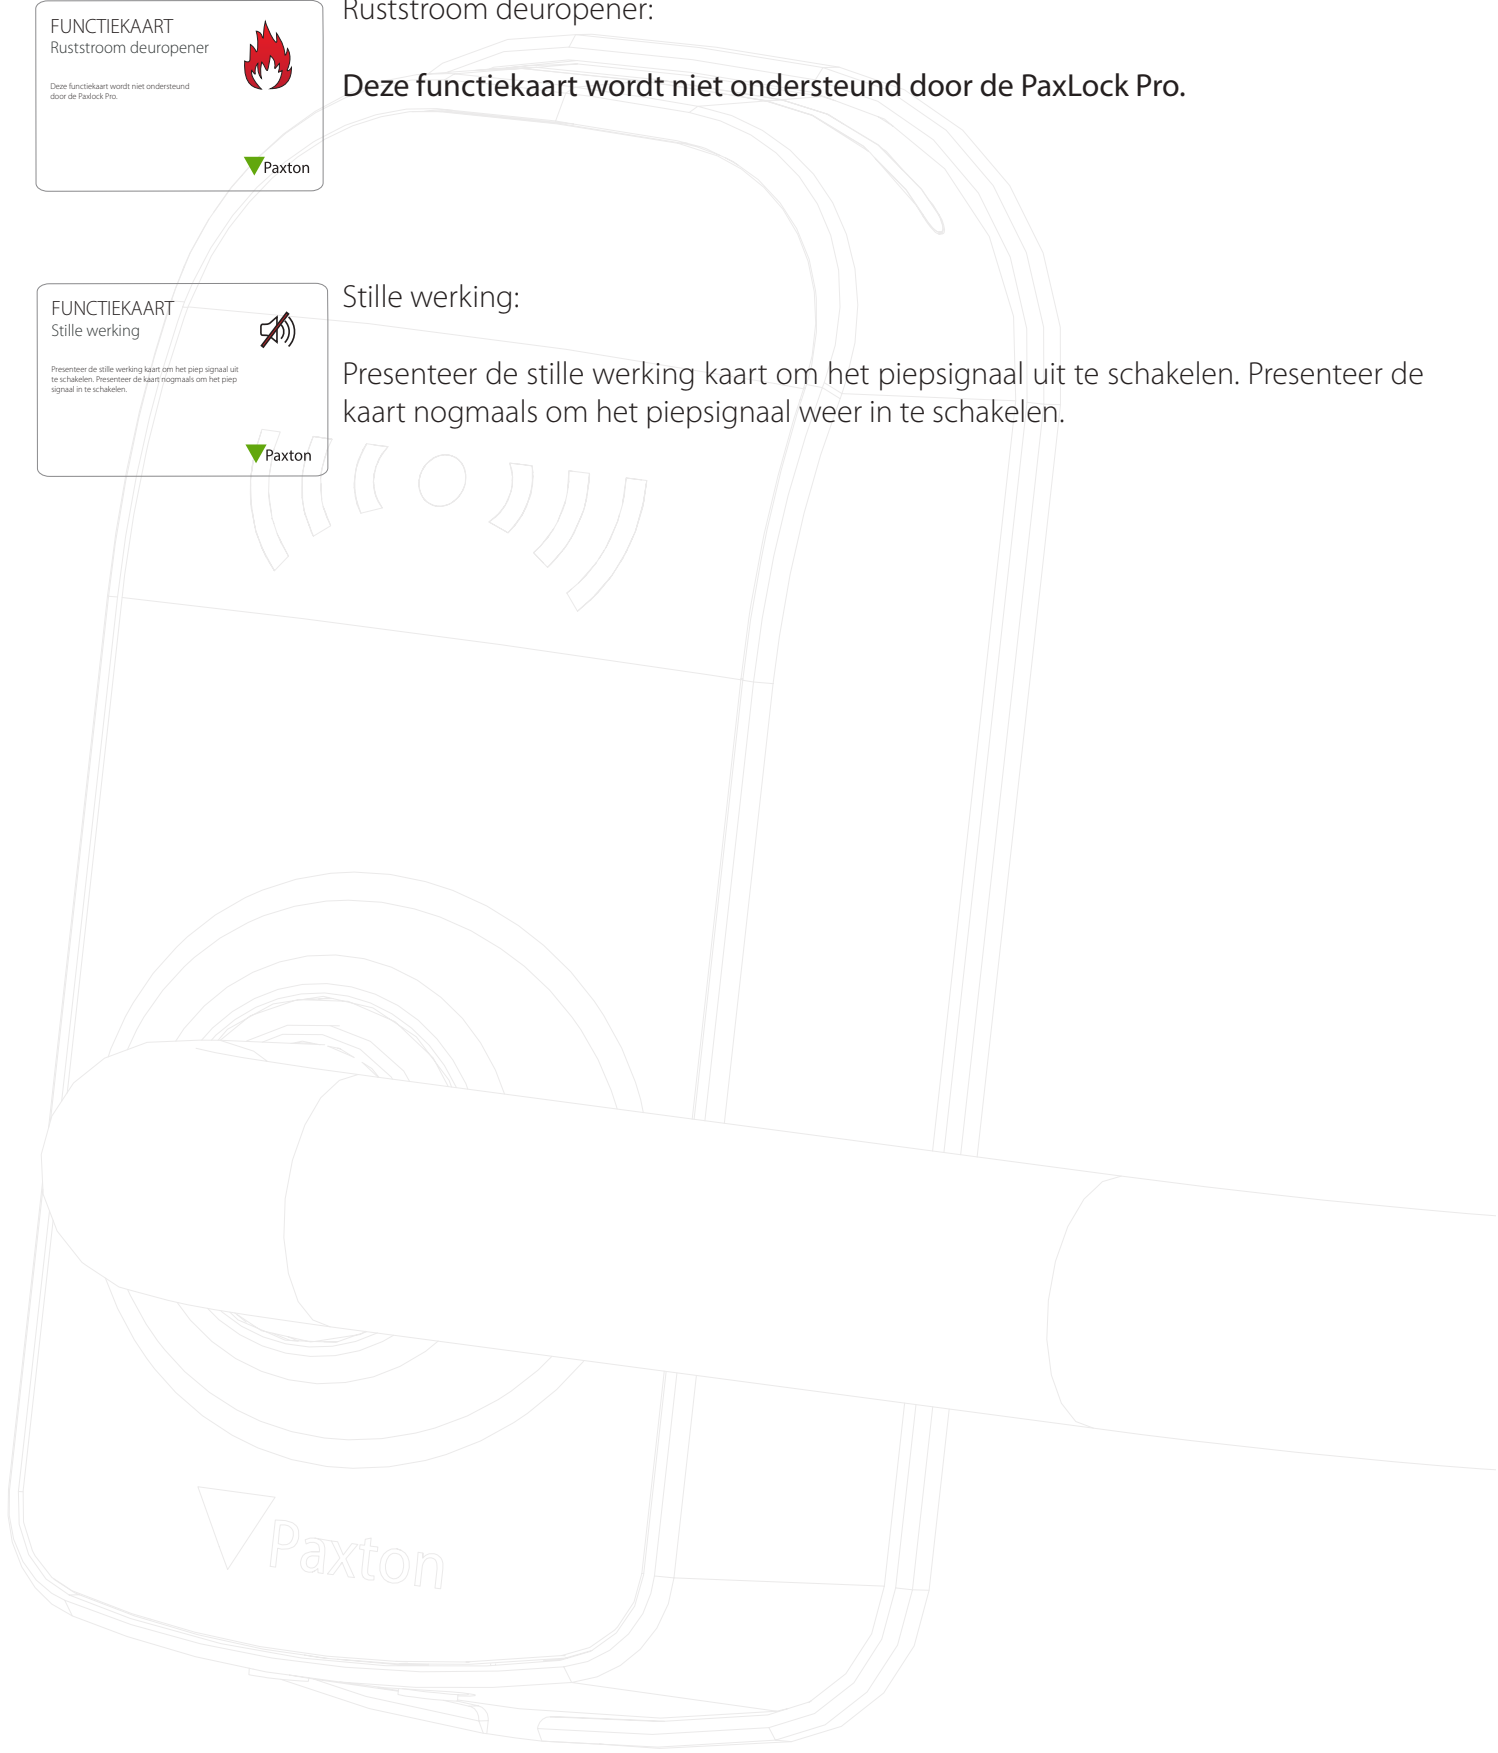 FUNCTIEKAART
Ruststroom deuropener
Deze functiekaart wordt niet ondersteund
door de Paxlock Pro.
Paxton
Ruststroom deuropener:
Deze functiekaart wordt niet ondersteund door de PaxLock Pro.
FUNCTIEKAART
Stille werking
Presenteer de stille werking kaart om het piep signaal uit
te schakelen. Presenteer de kaart nogmaals om het piep
signaal in te schakelen.
Paxton
Stille werking:
Presenteer de stille werking kaart om het piepsignaal uit te schakelen. Presenteer de
kaart nogmaals om het piepsignaal weer in te schakelen.
Paxton